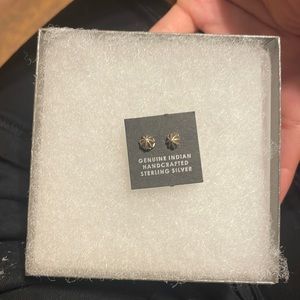 GENUINE INDIAN
HANDCRAFTED
STERLING SILVER